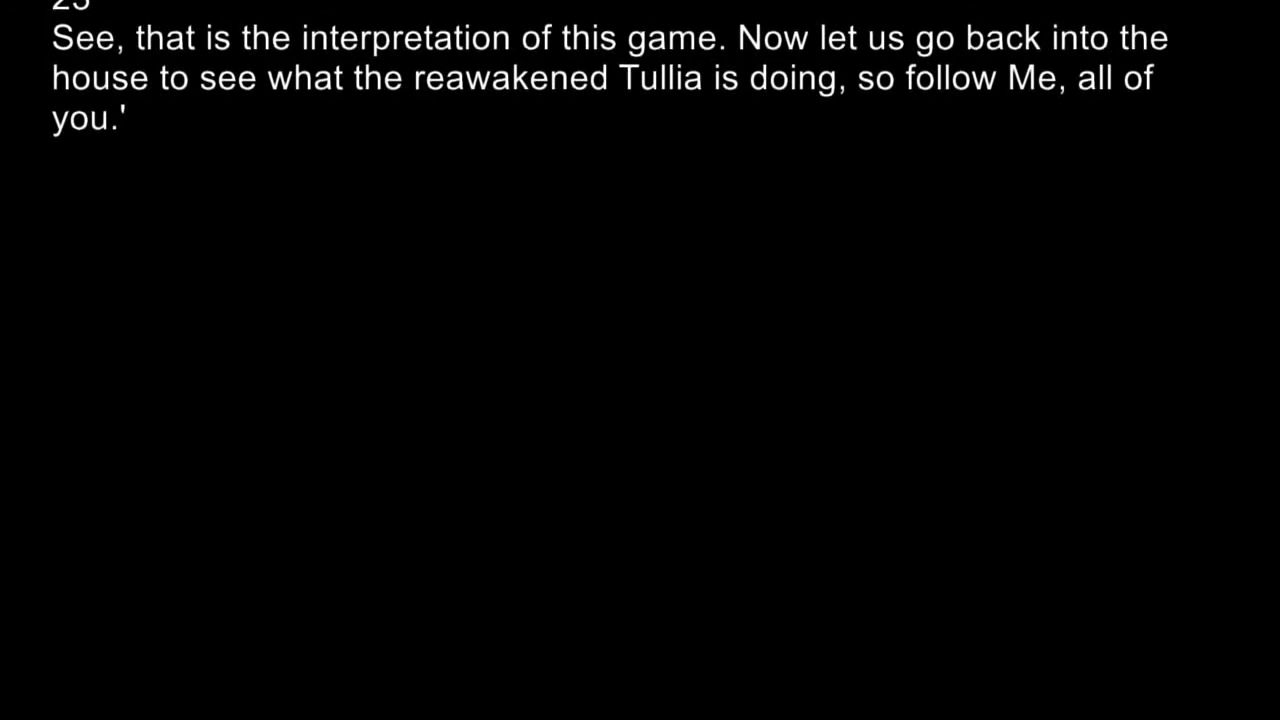 See, that is the interpretation of this game. Now let us go back into the
house to see what the reawakened Tullia is doing, so follow Me, all of
you.'